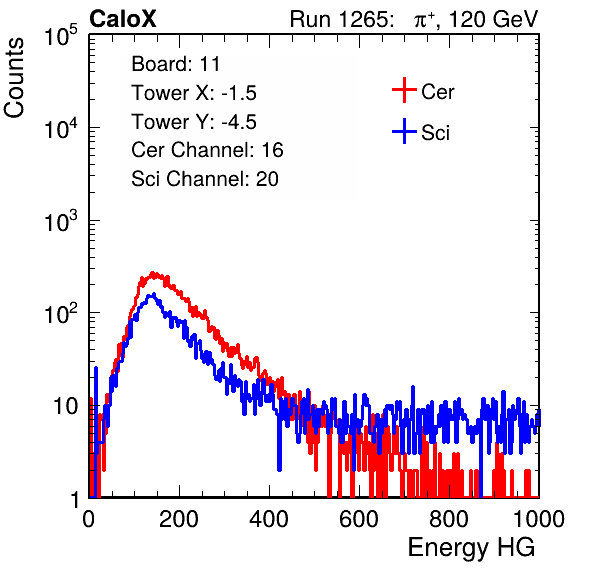 CaloX Run 1265: π⁺, 120 GeV
Counts
10⁵
10⁴
10³
10²
10
1
Board: 11
Tower X: -1.5
Tower Y: -4.5
Cer Channel: 16
Sci Channel: 20
Cer
Sci
0 200 400 600 800 1000
Energy HG